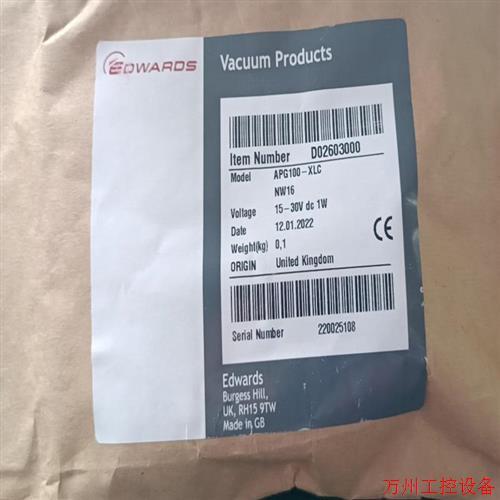 EDWARDS
Vacuum Products
Item Number D02603000
Model APG100-XLC
NW16
Voltage 15-30V dc 1W
Date 12.01.2022
Weight(kg) 0,1
ORIGIN United Kingdom
CE
Serial Number 220025108
Edwards
Burgess Hill,
UK, RH15 9TW
Made in GB
万州工控设备